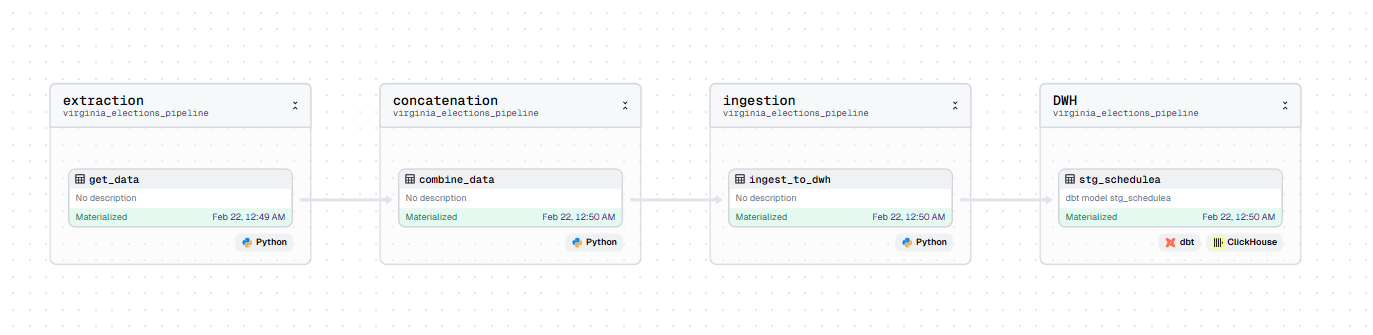 extraction
virginia_elections_pipeline
get_data
No description
Materialized Feb 22, 12:49 AM
Python
concatenation
virginia_elections_pipeline
combine_data
No description
Materialized Feb 22, 12:50 AM
Python
ingestion
virginia_elections_pipeline
ingest_to_dwh
No description
Materialized Feb 22, 12:50 AM
Python
DWH
virginia_elections_pipeline
stg_schedulea
dbt model stg_schedulea
Materialized Feb 22, 12:50 AM
dbt ClickHouse